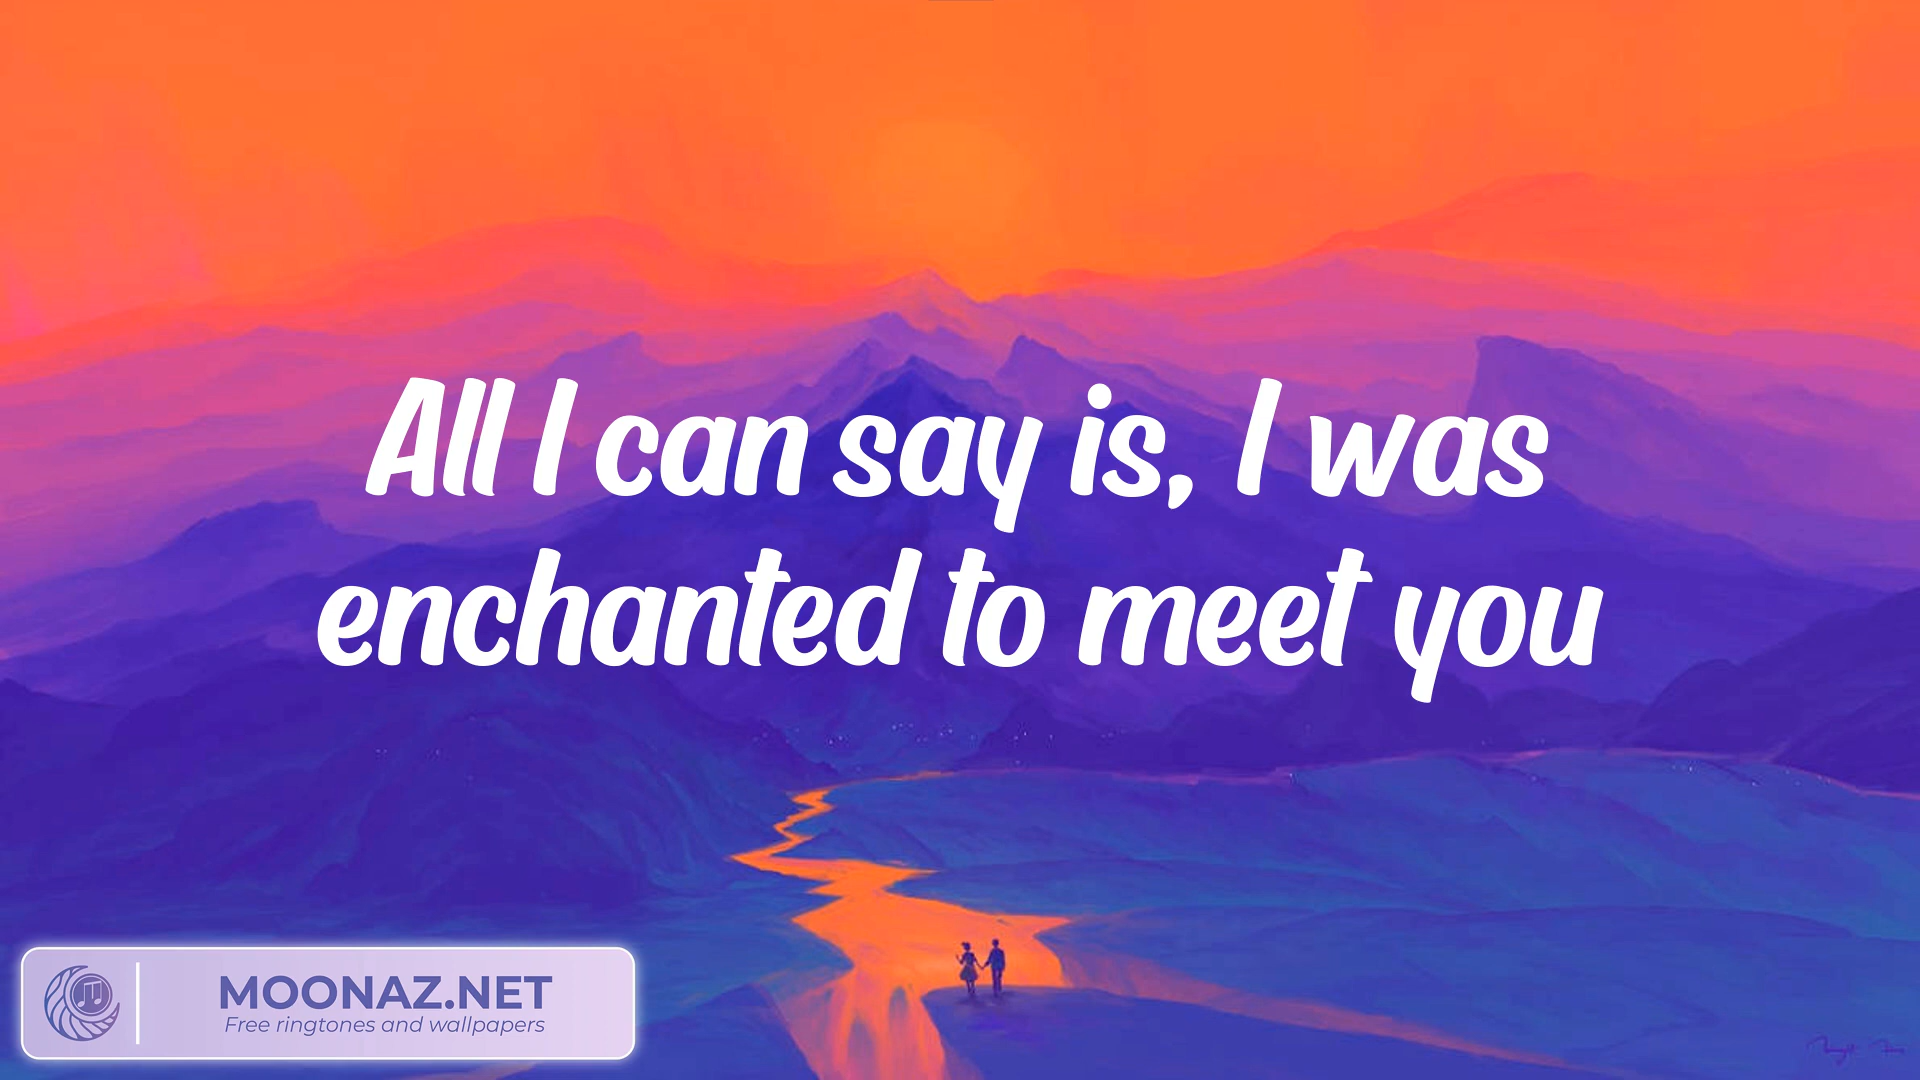 All I can say is, I was
enchanted to meet you
MOONAZ.NET
Free ringtones and wallpapers